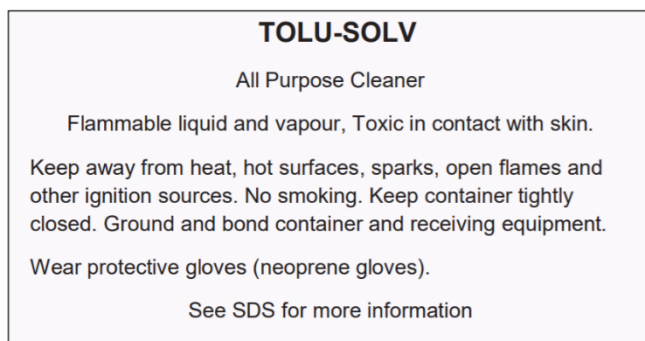 TOLU-SOLV
All Purpose Cleaner
Flammable liquid and vapour, Toxic in contact with skin.
Keep away from heat, hot surfaces, sparks, open flames and
other ignition sources. No smoking. Keep container tightly
closed. Ground and bond container and receiving equipment.
Wear protective gloves (neoprene gloves).
See SDS for more information